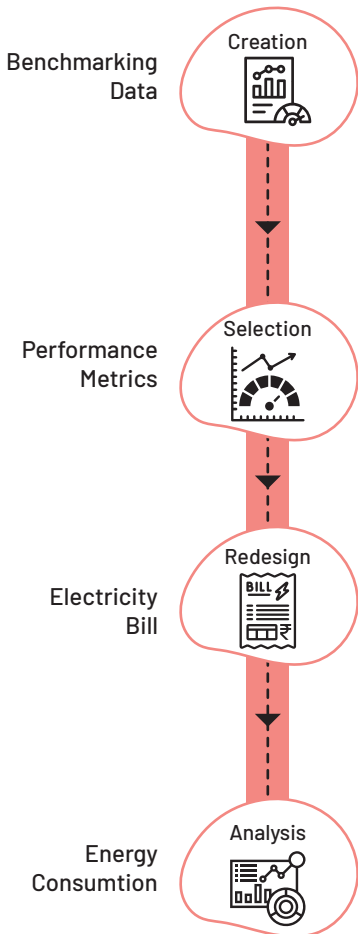 Creation
Benchmarking
Data
Selection
Performance
Metrics
Redesign
BILL
₹
Electricity
Bill
Analysis
Energy
Consumtion